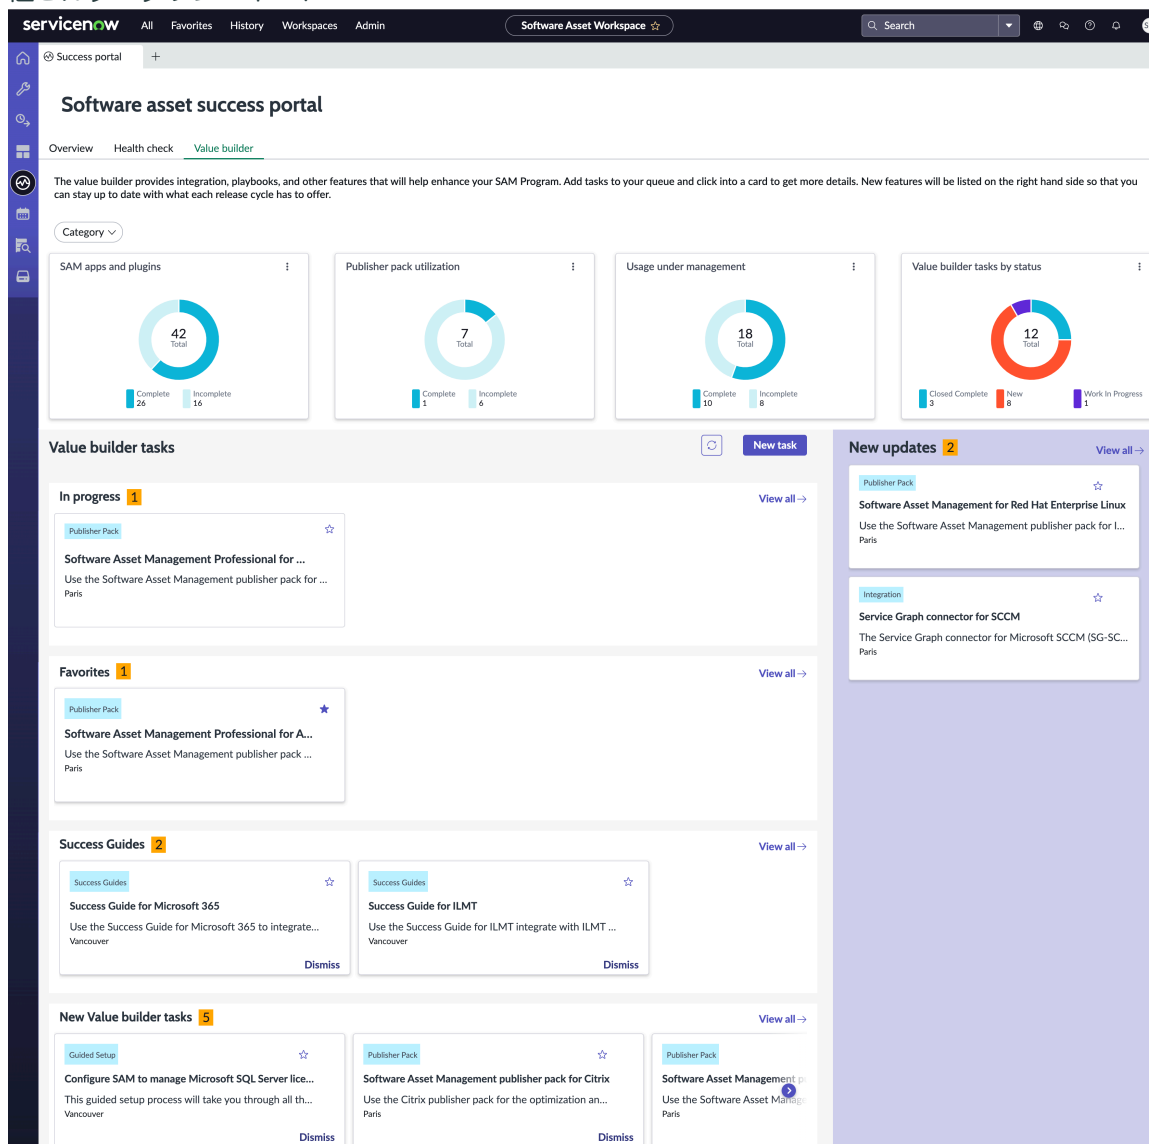 servicenow All Favorites History Workspaces Admin Software Asset Workspace Search
Success portal
Software asset success portal
Overview Health check Value builder
The value builder provides integration, playbooks, and other features that will help enhance your SAM Program. Add tasks to your queue and click into a card to get more details. New features will be listed on the right hand side so that you
can stay up to date with what each release cycle has to offer.
Category
SAM apps and plugins
42
Total
Complete
26
Incomplete
16
Publisher pack utilization
7
Total
Complete
1
Incomplete
6
Usage under management
18
Total
Complete
10
Incomplete
8
Value builder tasks by status
12
Total
Closed Complete
3
New
8
Work In Progress
1
Value builder tasks
New task
In progress 1
View all
Publisher Pack
Software Asset Management Professional for ...
Use the Software Asset Management publisher pack for ...
Paris
Favorites 1
View all
Publisher Pack
Software Asset Management Professional for A...
Use the Software Asset Management publisher pack ...
Paris
Success Guides 2
View all
Success Guides
Success Guide for Microsoft 365
Use the Success Guide for Microsoft 365 to integrate...
Vancouver
Dismiss
Success Guides
Success Guide for ILMT
Use the Success Guide for ILMT integrate with ILMT ...
Vancouver
Dismiss
New Value builder tasks 5
View all
Guided Setup
Configure SAM to manage Microsoft SQL Server lice...
This guided setup process will take you through all th...
Vancouver
Dismiss
Publisher Pack
Software Asset Management publisher pack for Citrix
Use the Citrix publisher pack for the optimization an...
Paris
Dismiss
Publisher Pack
Software Asset Management p
Use the Software Asset Manage
Paris
New updates 2
View all
Publisher Pack
Software Asset Management for Red Hat Enterprise Linux
Use the Software Asset Management publisher pack for I...
Paris
Integration
Service Graph connector for SCCM
The Service Graph connector for Microsoft SCCM (SG-SC...
Paris